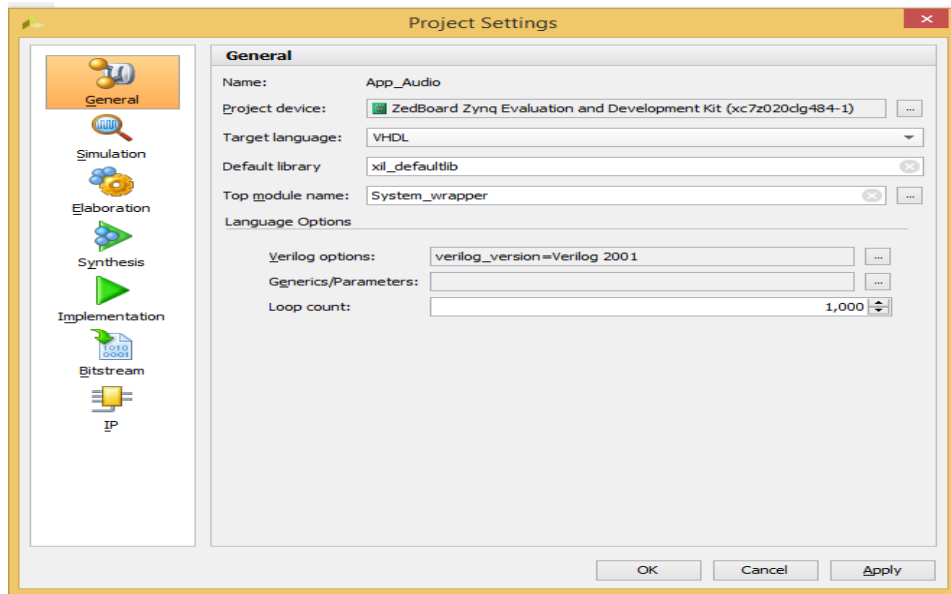 Project Settings
General
Simulation
Elaboration
Synthesis
Implementation
1010
0001
Bitstream
IP
General
Name: App_Audio
Project device: ZedBoard Zynq Evaluation and Development Kit (xc7z020clg484-1) ...
Target language: VHDL
Default library xil_defaultlib
Top module name: System_wrapper ...
Language Options
Verilog options: verilog_version=Verilog 2001 ...
Generics/Parameters: ...
Loop count: 1,000
OK Cancel Apply